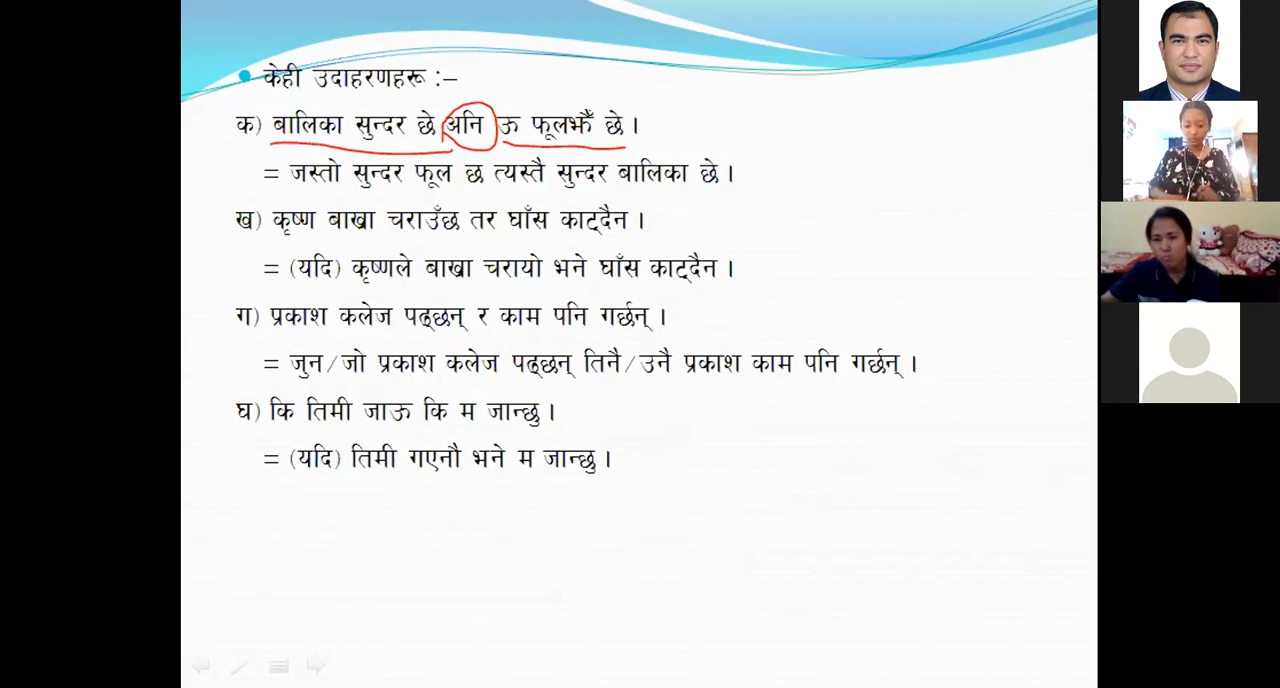 केही उदाहरणहरू :–
क) बालिका सुन्दर छे अनि ऊ फूलझैँ छे ।
= जस्तो सुन्दर फूल छ त्यस्तै सुन्दर बालिका छे ।
ख) कृष्ण बाख्रा चराउँछ तर घाँस काट्दैन ।
= (यदि) कृष्णले बाख्रा चरायो भने घाँस काट्दैन ।
ग) प्रकाश कलेज पढ्छन् र काम पनि गर्छन् ।
= जुन/जो प्रकाश कलेज पढ्छन् तिनै/उनै प्रकाश काम पनि गर्छन् ।
घ) कि तिमी जाऊ कि म जान्छु ।
= (यदि) तिमी गएनौ भने म जान्छु ।